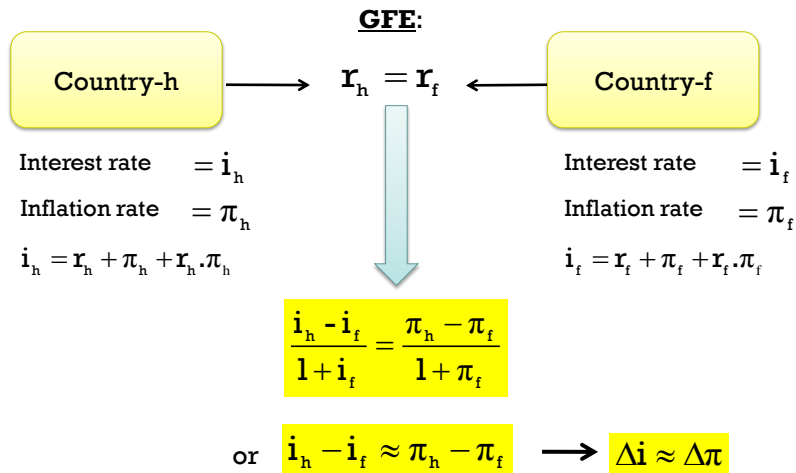 GFE:
Country-h
r_h = r_f
Country-f
Interest rate = i_h
Inflation rate = π_h
i_h = r_h + π_h + r_h.π_h
Interest rate = i_f
Inflation rate = π_f
i_f = r_f + π_f + r_f.π_f
(i_h - i_f)/(1 + i_f) = (π_h − π_f)/(1 + π_f)
or i_h − i_f ≈ π_h − π_f → Δi ≈ Δπ